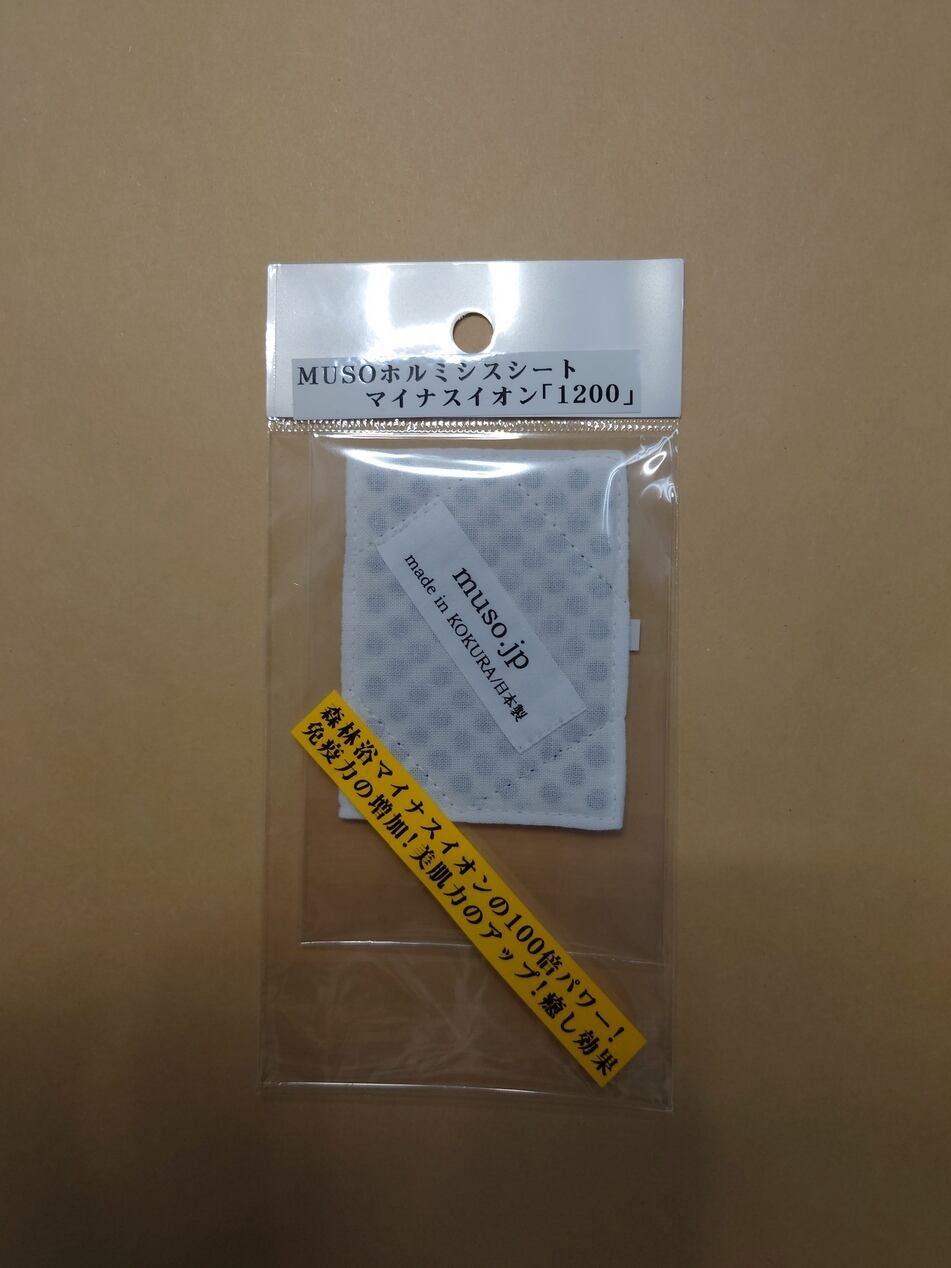 MUSOホルミシスシート
マイナスイオン「1200」
muso.jp
made in KOKURA/日本製
森林浴マイナスイオンの100倍パワー!
免疫力の増加!美肌力のアップ!癒し効果